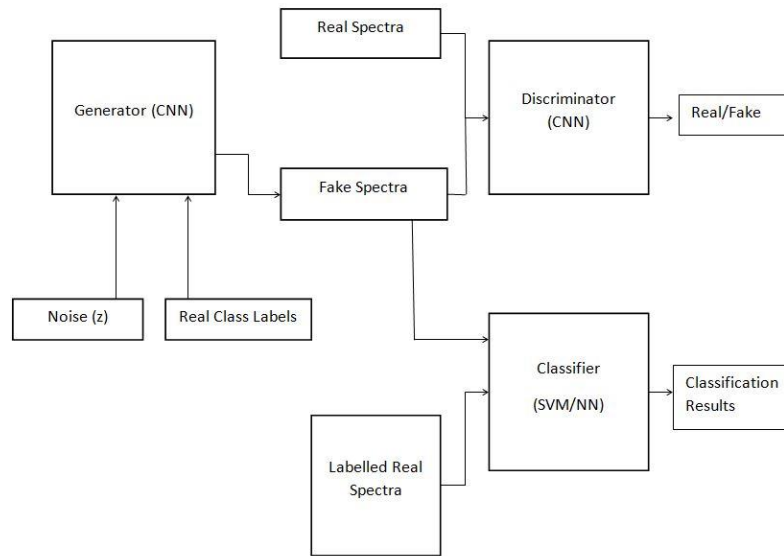 Real Spectra
Generator (CNN)
Discriminator
(CNN)
Real/Fake
Fake Spectra
Noise (z)
Real Class Labels
Classifier
(SVM/NN)
Classification
Results
Labelled Real
Spectra